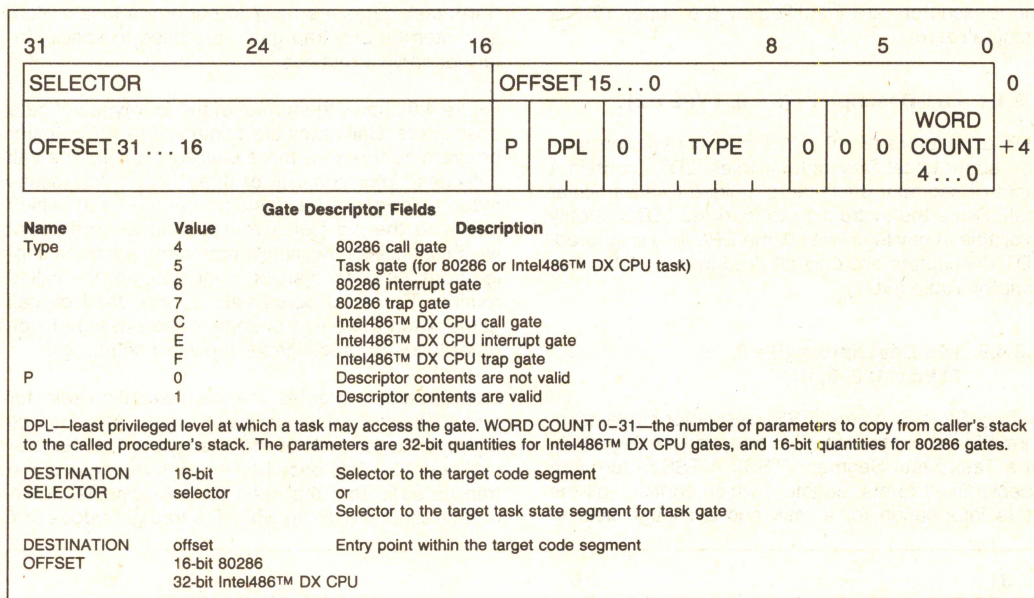 31 24 16 8 5 0
SELECTOR OFFSET 15 . . . 0 0
OFFSET 31 . . . 16 P DPL 0 TYPE 0 0 0 WORD COUNT 4 . . . 0 +4
Gate Descriptor Fields
Name Value Description
Type 4 80286 call gate
5 Task gate (for 80286 or Intel486™ DX CPU task)
6 80286 interrupt gate
7 80286 trap gate
C Intel486™ DX CPU call gate
E Intel486™ DX CPU interrupt gate
F Intel486™ DX CPU trap gate
P 0 Descriptor contents are not valid
1 Descriptor contents are valid
DPL—least privileged level at which a task may access the gate. WORD COUNT 0–31—the number of parameters to copy from caller's stack
to the called procedure's stack. The parameters are 32-bit quantities for Intel486™ DX CPU gates, and 16-bit quantities for 80286 gates.
DESTINATION 16-bit Selector to the target code segment
SELECTOR selector or
Selector to the target task state segment for task gate
DESTINATION offset Entry point within the target code segment
OFFSET 16-bit 80286
32-bit Intel486™ DX CPU